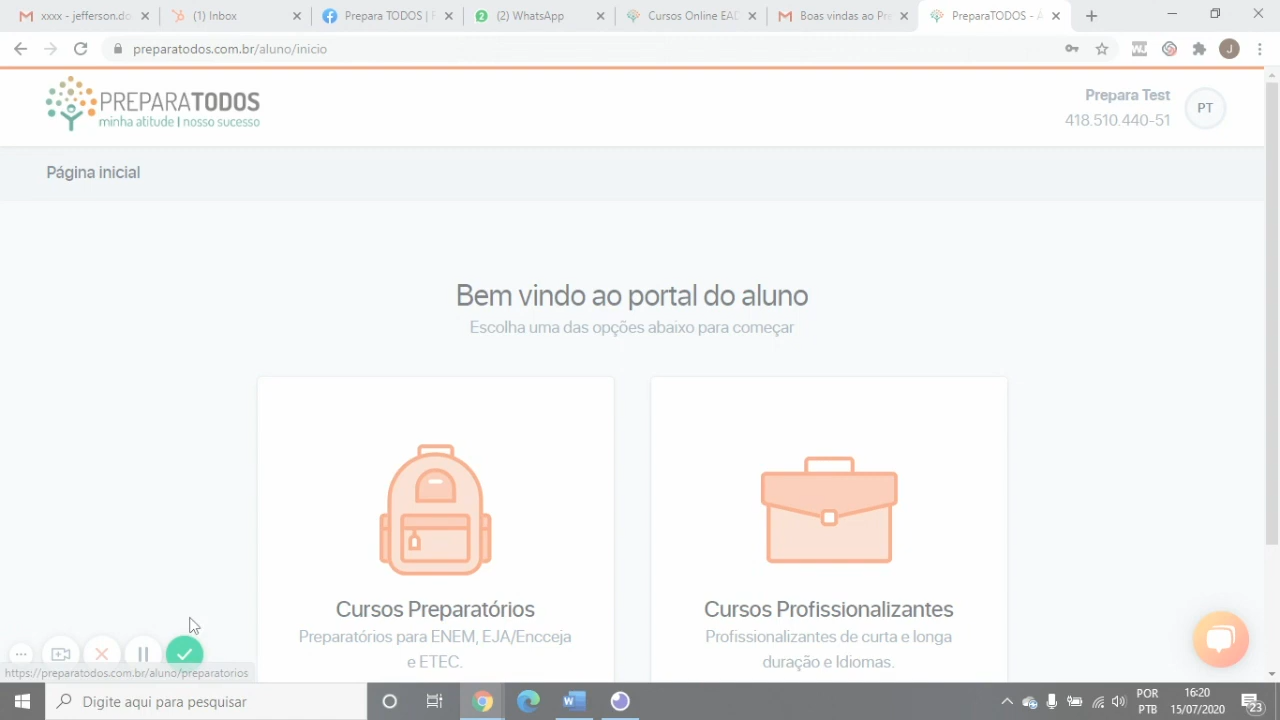 xxxx - jefferson.do
(1) Inbox
Prepara TODOS |
(2) WhatsApp
Cursos Online EAD
Boas vindas ao Pre
PreparaTODOS - A
preparatodos.com.br/aluno/inicio
J
PREPARATODOS
minha atitude | nosso sucesso
Prepara Test
418.510.440-51
PT
Página inicial
Bem vindo ao portal do aluno
Escolha uma das opções abaixo para começar
Cursos Preparatórios
Preparatórios para ENEM, EJA/Encceja
e ETEC.
Cursos Profissionalizantes
Profissionalizantes de curta e longa
duração e Idiomas.
https://preparatodos.com.br/aluno/preparatorios
Digite aqui para pesquisar
POR
PTB
16:20
15/07/2020
23